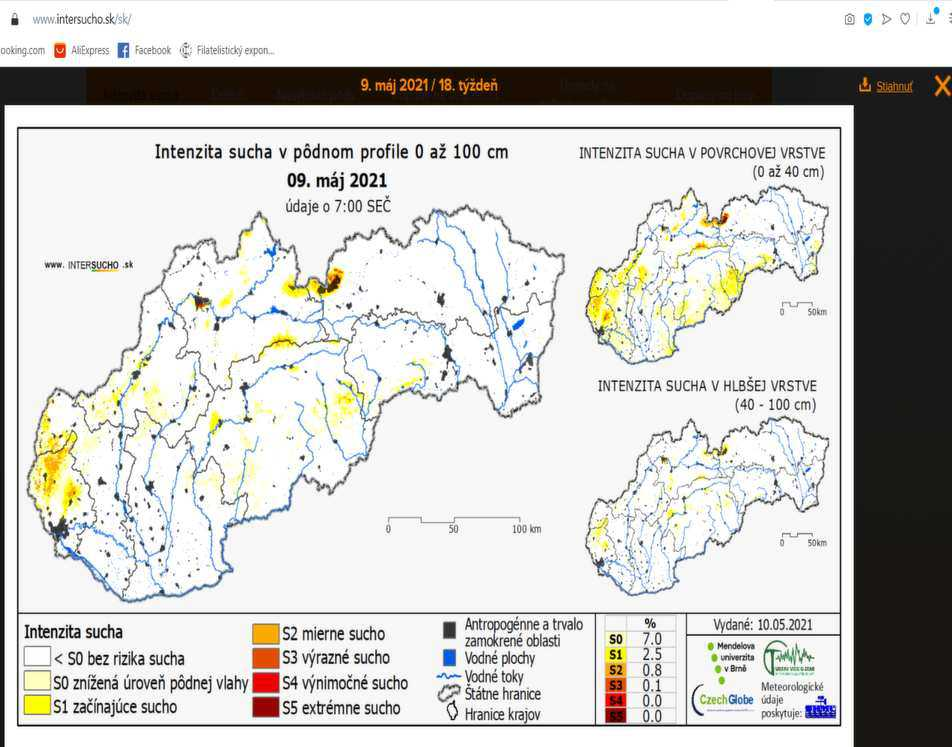 www.intersucho.sk/sk/
ooking.com AliExpress Facebook Filatelistický expon...
9. máj 2021 / 18. týždeň
Stiahnuť
Intenzita sucha v pôdnom profile 0 až 100 cm
09. máj 2021
údaje o 7:00 SEČ
www. INTERSUCHO .sk
0 50 100 km
INTENZITA SUCHA V POVRCHOVEJ VRSTVE
(0 až 40 cm)
0 50km
INTENZITA SUCHA V HLBŠEJ VRSTVE
(40 - 100 cm)
0 50km
Intenzita sucha
< S0 bez rizika sucha
S0 znížená úroveň pôdnej vlahy
S1 začínajúce sucho
S2 mierne sucho
S3 výrazné sucho
S4 výnimočné sucho
S5 extrémne sucho
Antropogénne a trvalo
zamokrené oblasti
Vodné plochy
Vodné toky
Štátne hranice
Hranice krajov
%
S0 7.0
S1 2.5
S2 0.8
S3 0.1
S4 0.0
S5 0.0
Vydané: 10.05.2021
Mendelova
univerzita
v Brně
CzechGlobe
Meteorologické
údaje
poskytuje: